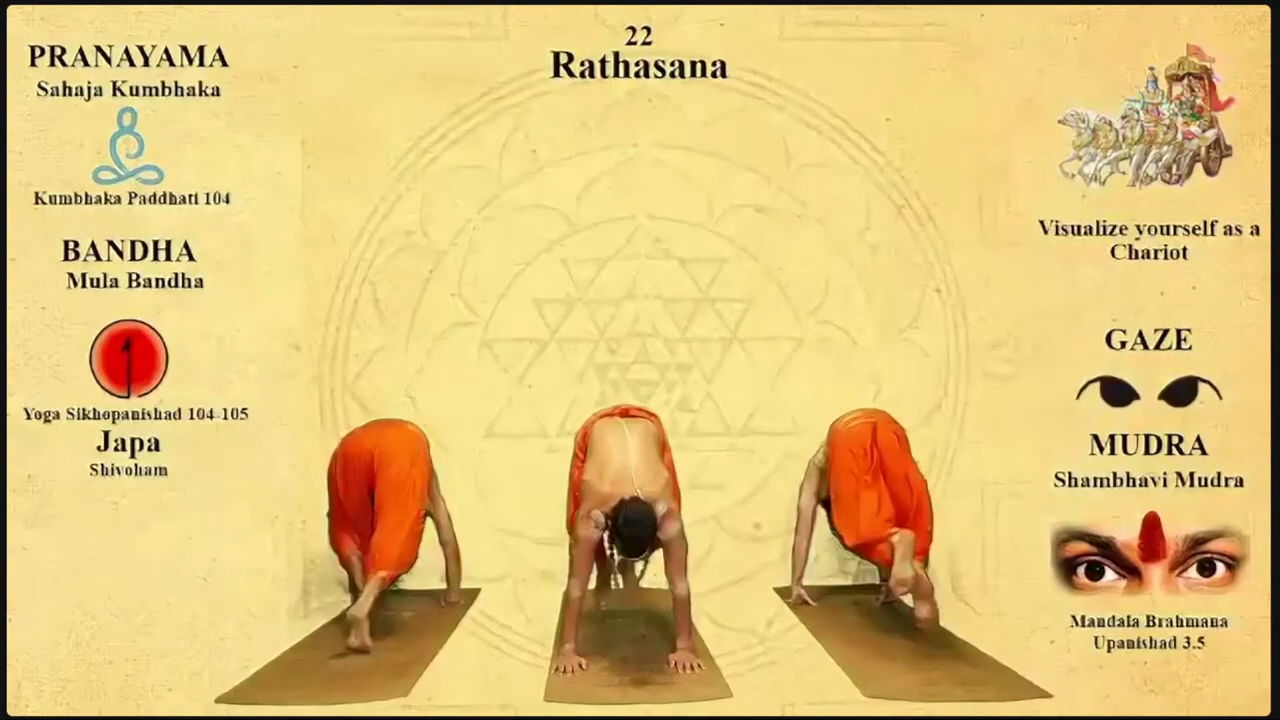 22
Rathasana
PRANAYAMA
Sahaja Kumbhaka
Kumbhaka Paddhati 104
BANDHA
Mula Bandha
Yoga Sikhopanishad 104-105
Japa
Shivoham
Visualize yourself as a
Chariot
GAZE
MUDRA
Shambhavi Mudra
Mandala Brahmana
Upanishad 3.5